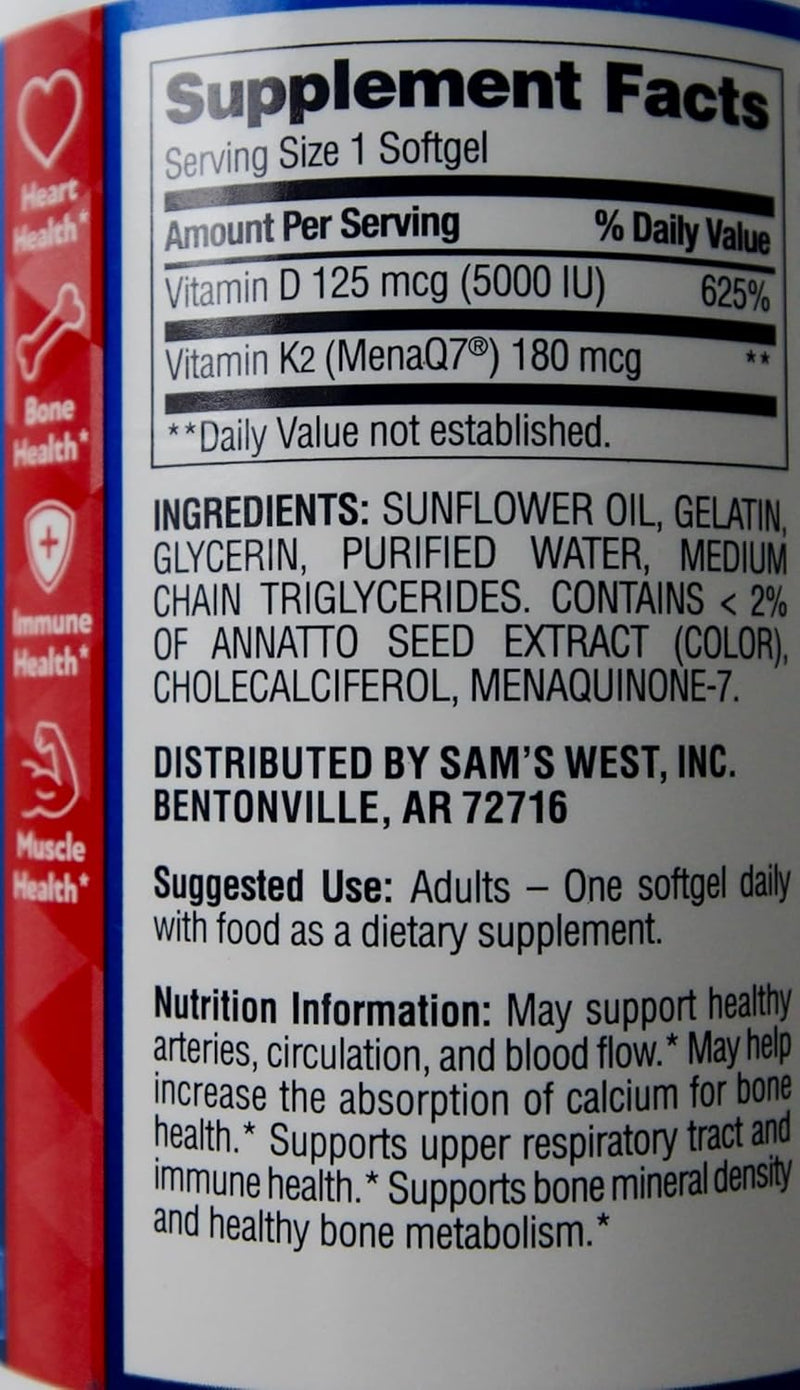 Heart
Health*
Bone
Health*
Immune
Health*
Muscle
Health*
Supplement Facts
Serving Size 1 Softgel
Amount Per Serving % Daily Value
Vitamin D 125 mcg (5000 IU) 625%
Vitamin K2 (MenaQ7®) 180 mcg **
**Daily Value not established.
INGREDIENTS: SUNFLOWER OIL, GELATIN,
GLYCERIN, PURIFIED WATER, MEDIUM
CHAIN TRIGLYCERIDES. CONTAINS < 2%
OF ANNATTO SEED EXTRACT (COLOR),
CHOLECALCIFEROL, MENAQUINONE-7.
DISTRIBUTED BY SAM'S WEST, INC.
BENTONVILLE, AR 72716
Suggested Use: Adults – One softgel daily
with food as a dietary supplement.
Nutrition Information: May support healthy
arteries, circulation, and blood flow.* May help
increase the absorption of calcium for bone
health.* Supports upper respiratory tract and
immune health.* Supports bone mineral density
and healthy bone metabolism.*